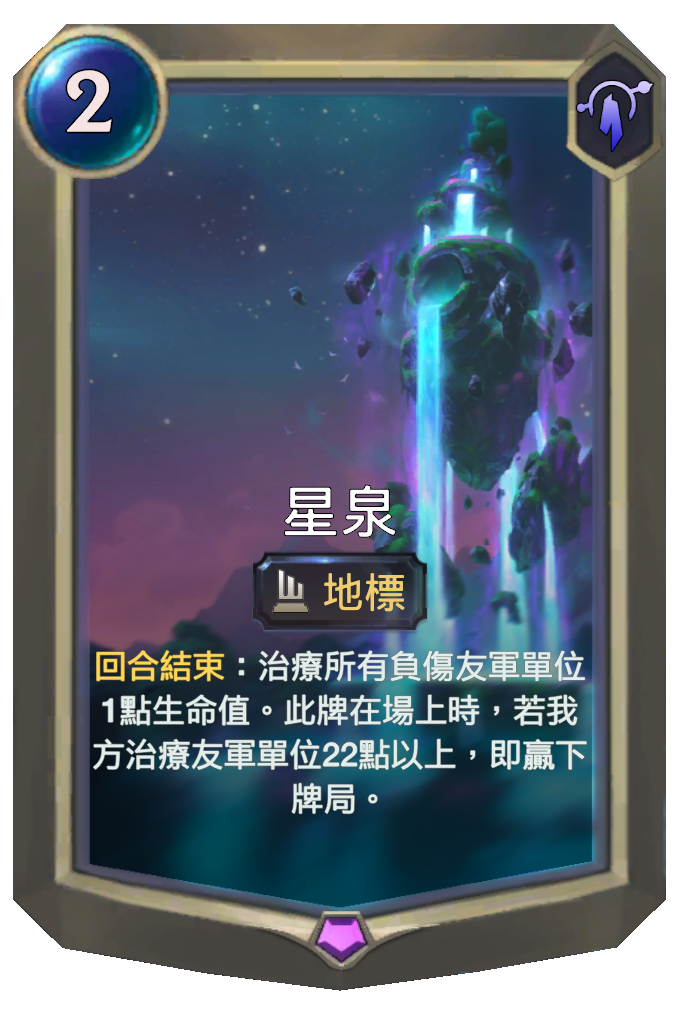 2
星泉
地標
回合結束：治療所有負傷友軍單位
1點生命值。此牌在場上時，若我
方治療友軍單位22點以上，即贏下
牌局。